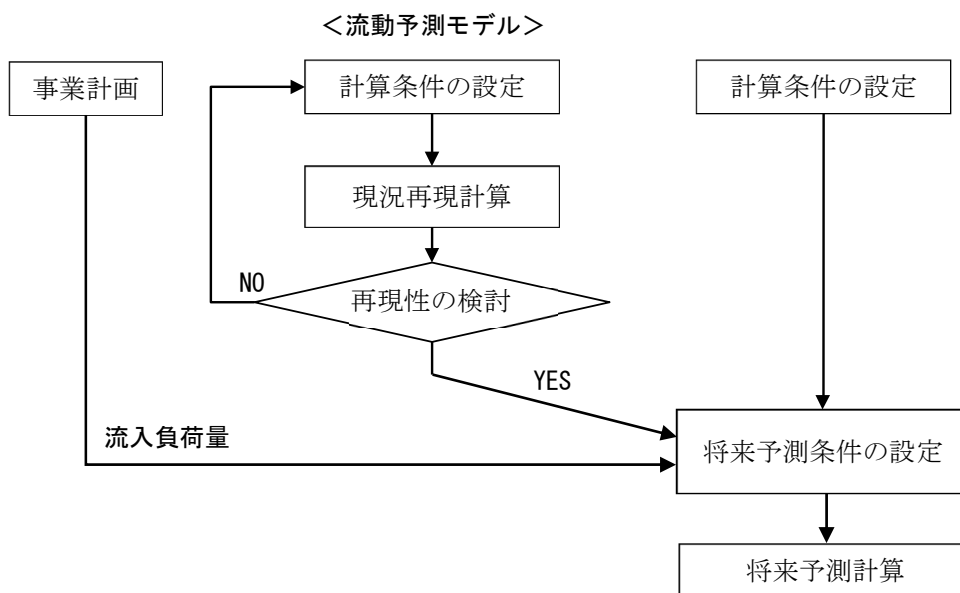 ＜流動予測モデル＞
事業計画
計算条件の設定
計算条件の設定
現況再現計算
NO
再現性の検討
YES
流入負荷量
将来予測条件の設定
将来予測計算